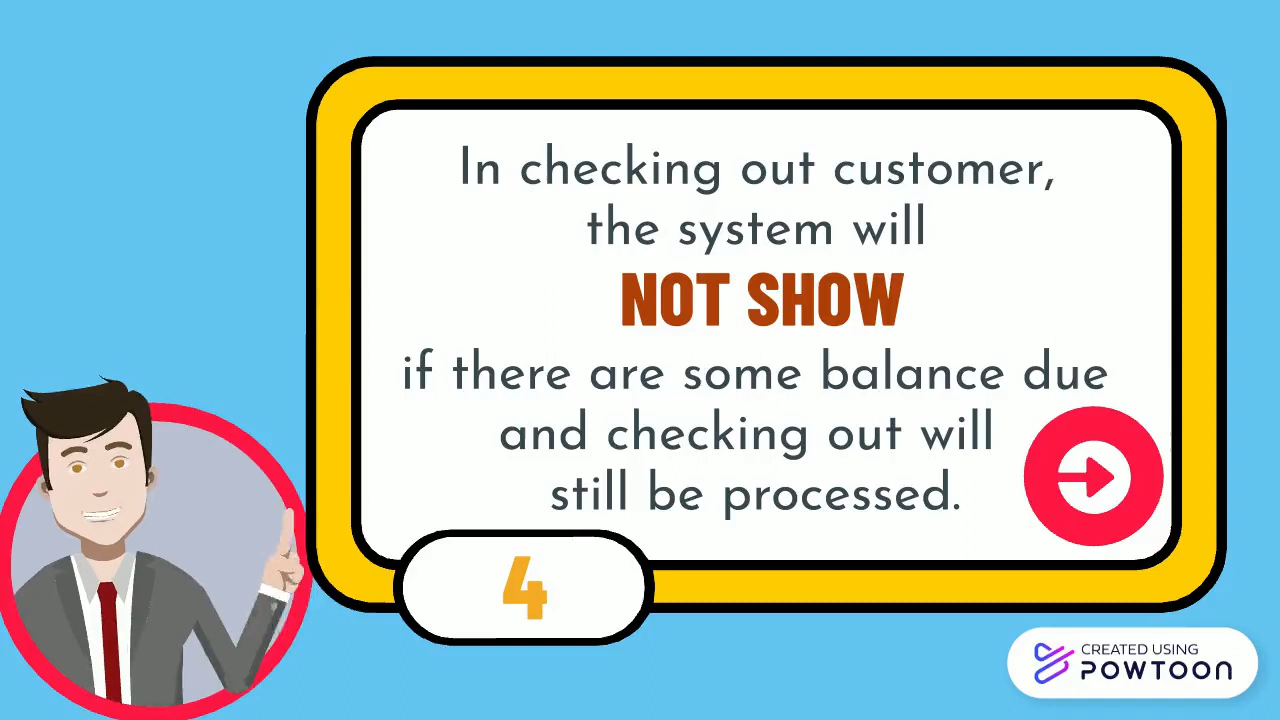 In checking out customer,
the system will
NOT SHOW
if there are some balance due
and checking out will
still be processed.
4
CREATED USING
POWTOON